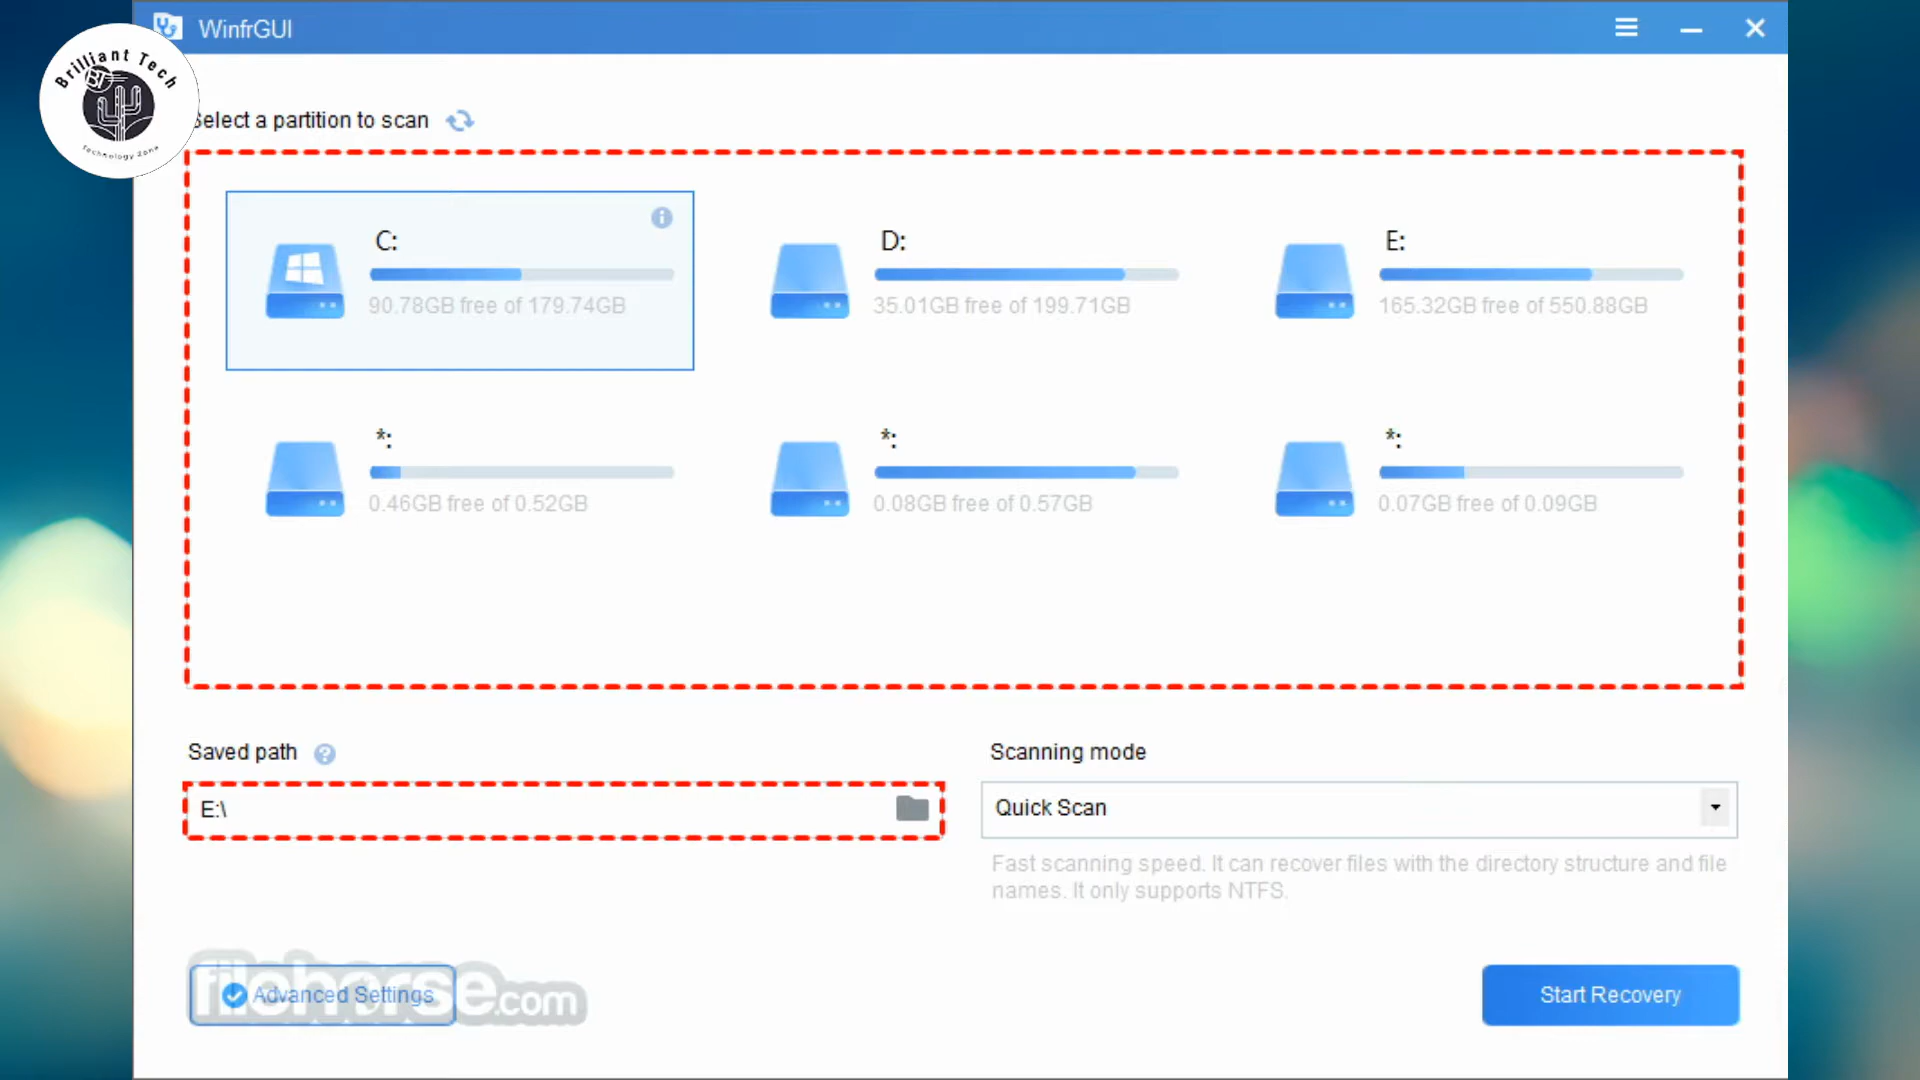 WinfrGUI
Brilliant Tech
BT
Technology Zone
Select a partition to scan
C:
90.78GB free of 179.74GB
D:
35.01GB free of 199.71GB
E:
165.32GB free of 550.88GB
*:
0.46GB free of 0.52GB
*:
0.08GB free of 0.57GB
*:
0.07GB free of 0.09GB
Saved path
E:\
Scanning mode
Quick Scan
Fast scanning speed. It can recover files with the directory structure and file
names. It only supports NTFS.
filehorse.com
Advanced Settings
Start Recovery